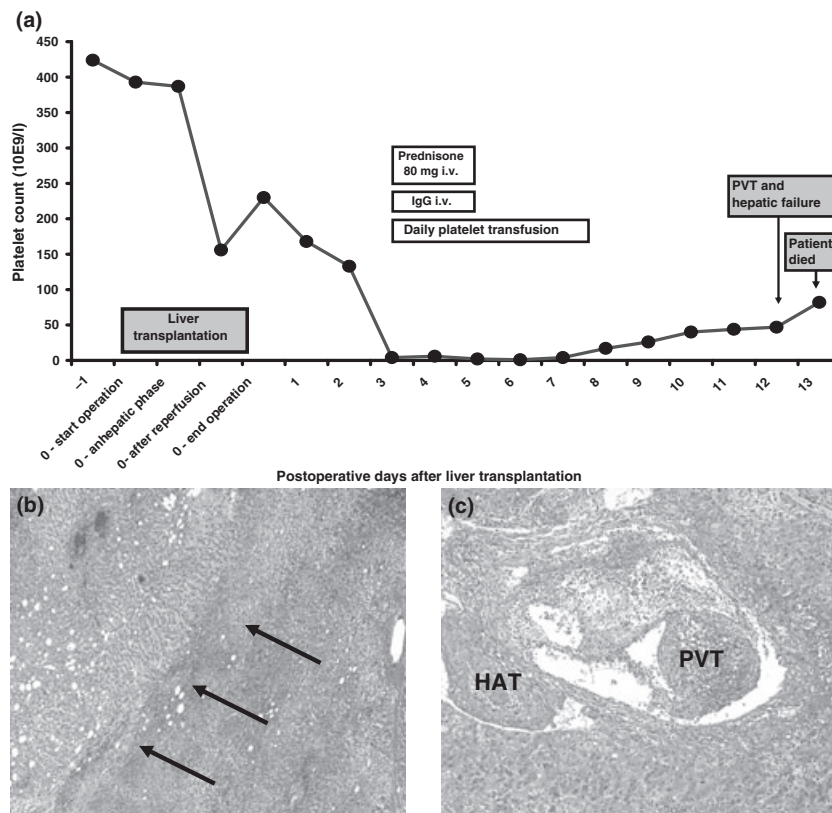 (a)
450
400
350
300
250
200
150
100
50
0
Platelet count (10E9/l)
Prednisone
80 mg i.v.
IgG i.v.
Daily platelet transfusion
PVT and
hepatic failure
Patient
died
Liver
transplantation
–1
0 - start operation
0 - anhepatic phase
0- after reperfusion
0 - end operation
1
2
3
4
5
6
7
8
9
10
11
12
13
Postoperative days after liver transplantation
(b)
(c)
HAT
PVT